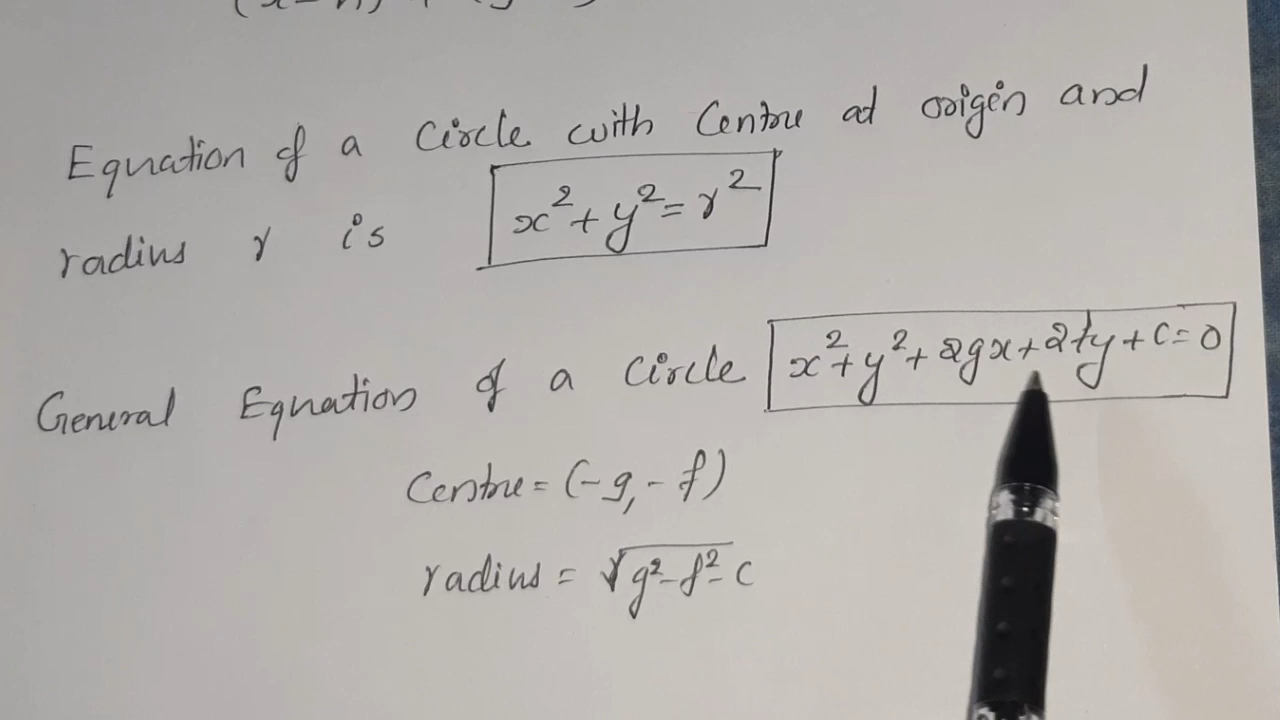 Equation of a Circle with Centre at origin and
radius r is x²+y²=r²
General Equation of a circle x²+y²+2gx+2fy+c=0
Centre=(-g,-f)
radius=√g²-f²-c